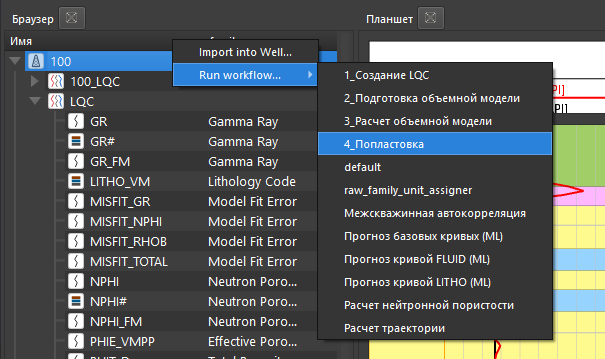 Браузер
Планшет
Имя
family
100
100_LQC
LQC
GR Gamma Ray
GR# Gamma Ray
GR_FM Gamma Ray
LITHO_VM Lithology Code
MISFIT_GR Model Fit Error
MISFIT_NPHI Model Fit Error
MISFIT_RHOB Model Fit Error
MISFIT_TOTAL Model Fit Error
NPHI Neutron Poro...
NPHI# Neutron Poro...
NPHI_FM Neutron Poro...
PHIE_VMPP Effective Poro...
Import into Well...
Run workflow...
1_Создание LQC
2_Подготовка объемной модели
3_Расчет объемной модели
4_Попластовка
default
raw_family_unit_assigner
Межскважинная автокорреляция
Прогноз базовых кривых (ML)
Прогноз кривой FLUID (ML)
Прогноз кривой LITHO (ML)
Расчет нейтронной пористости
Расчет траектории
PI]
PI]